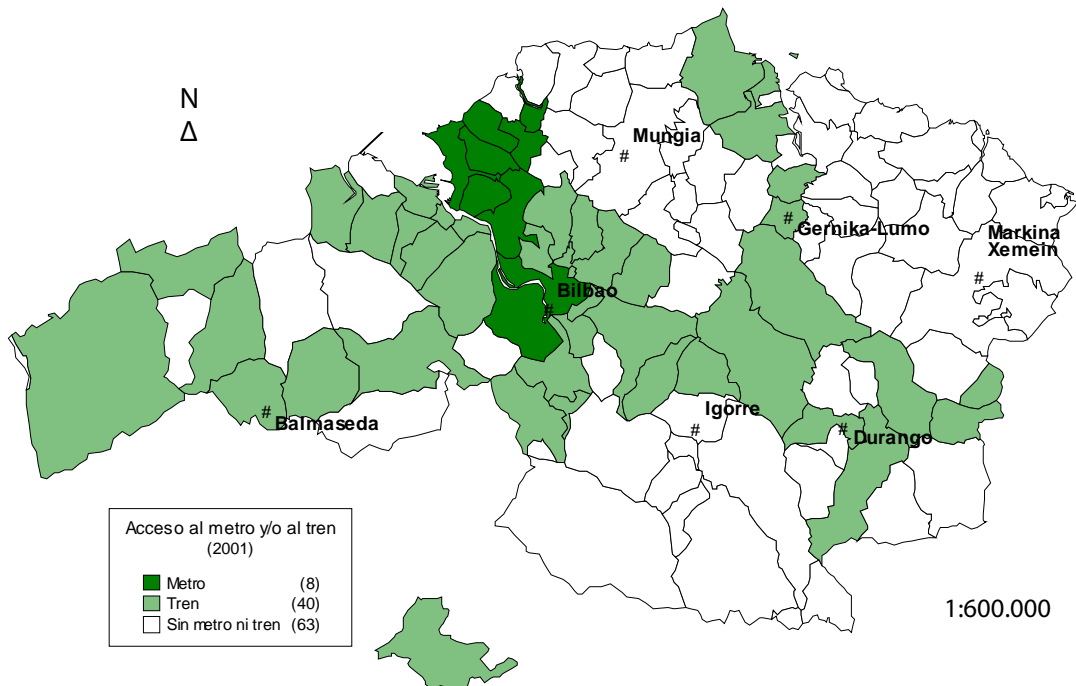 N
Δ
Mungia
#
Gernika-Lumo
#
Markina
Xemein
#
Bilbao
#
Igorre
#
Balmaseda
#
Durango
#
Acceso al metro y/o al tren
(2001)
Metro (8)
Tren (40)
Sin metro ni tren (63)
1:600.000